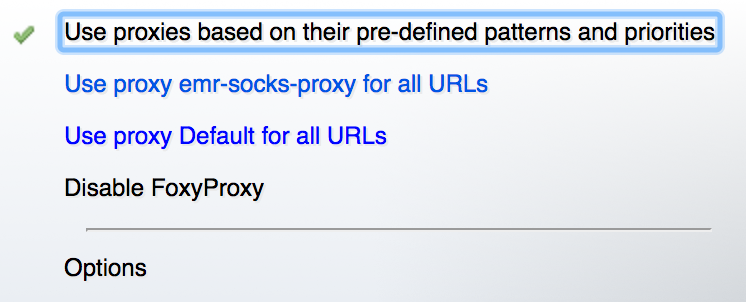 Use proxies based on their pre-defined patterns and priorities
Use proxy emr-socks-proxy for all URLs
Use proxy Default for all URLs
Disable FoxyProxy
Options